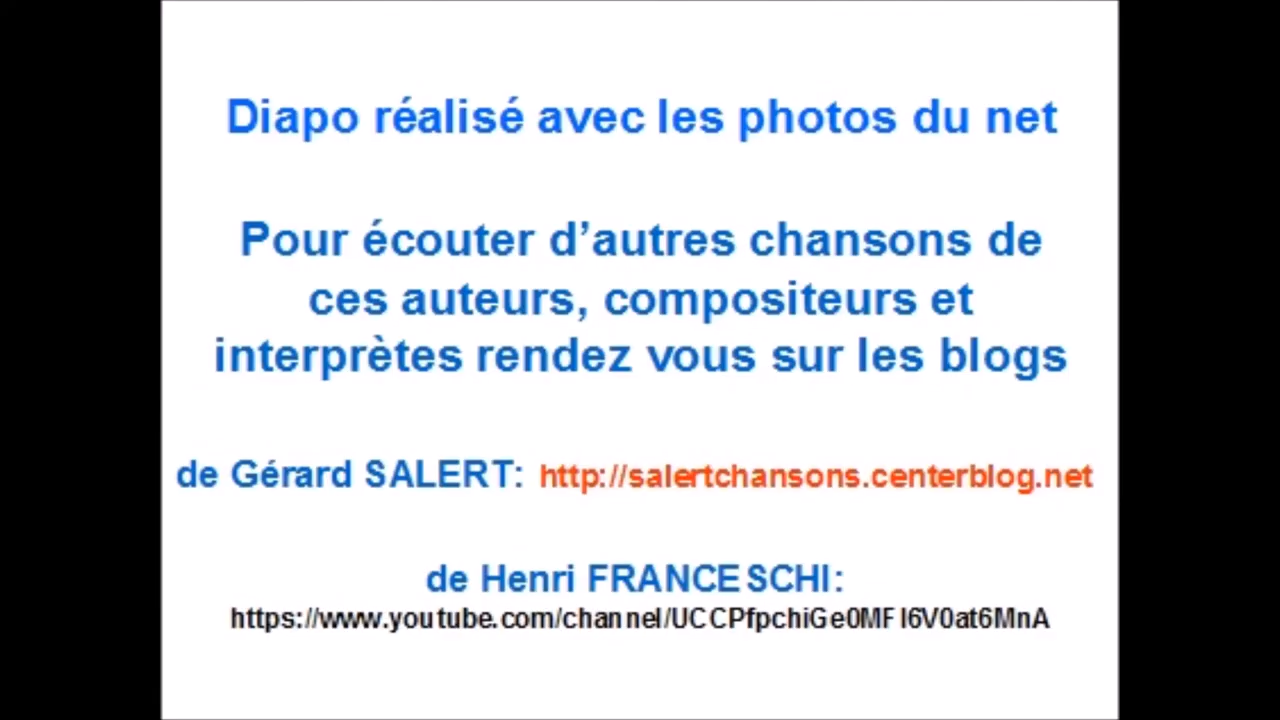 Diapo réalisé avec les photos du net
Pour écouter d’autres chansons de
ces auteurs, compositeurs et
interprètes rendez vous sur les blogs
de Gérard SALERT: http://salertchansons.centerblog.net
de Henri FRANCESCHI:
https://www.youtube.com/channel/UCCPfpchiGe0MFI6V0at6MnA